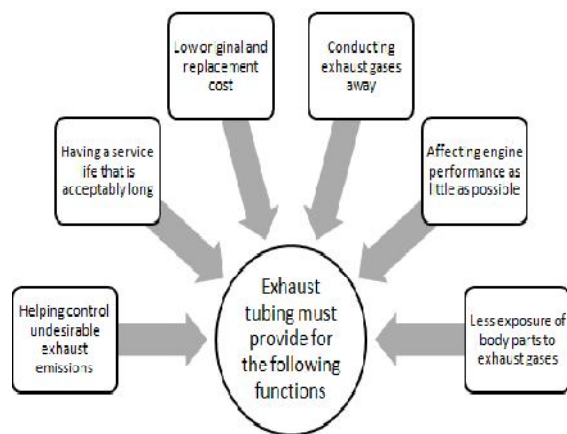 Low orginal and
replacement
cost
Conducting
exhaust gases
away
Having a service
life that is
acceptably long
Affecting engine
performance as
little as possible
Helping control
undesirable
exhaust
emissions
Exhaust
tubing must
provide for
the following
functions
Less exposure of
body parts to
exhaust gases